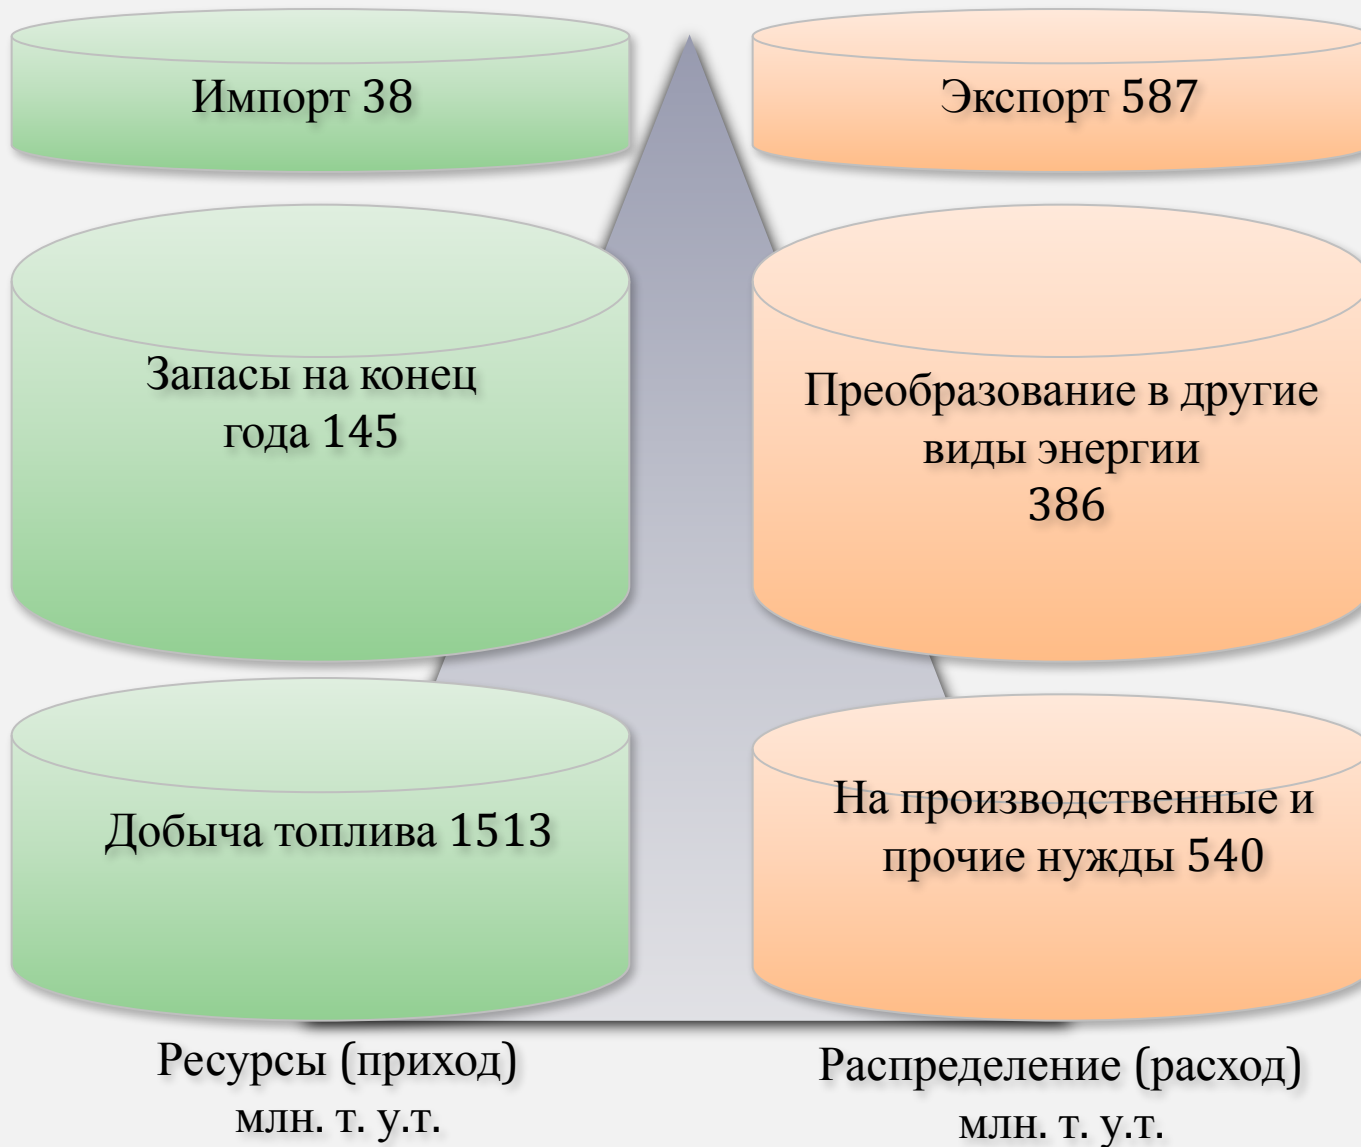 Импорт 38
Запасы на конец
года 145
Добыча топлива 1513
Ресурсы (приход)
млн. т. у.т.
Экспорт 587
Преобразование в другие
виды энергии
386
На производственные и
прочие нужды 540
Распределение (расход)
млн. т. у.т.